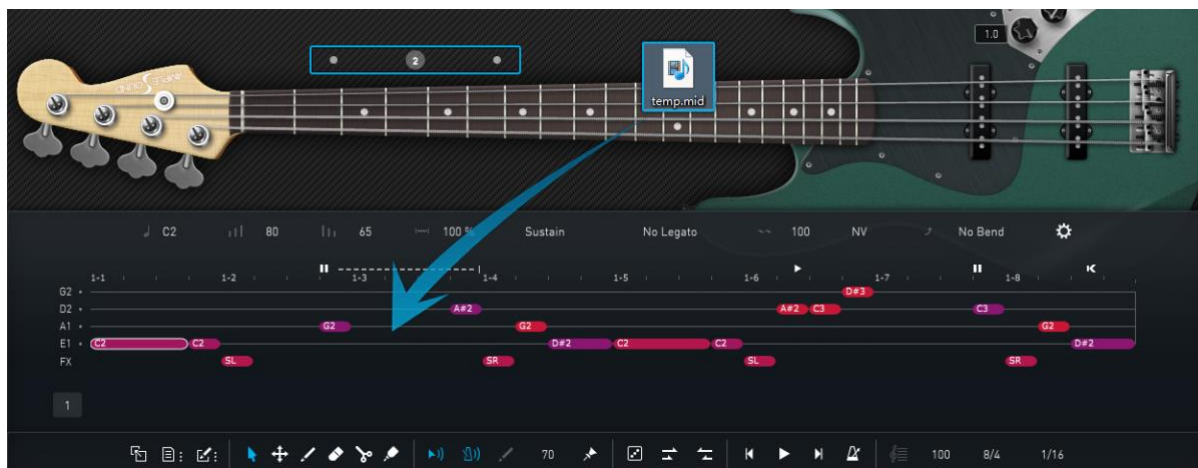 1.0
2
temp.mid
C2 80 65 100 % Sustain No Legato 100 NV No Bend
1-1 1-2 1-3 1-4 1-5 1-6 1-7 1-8
G2 D#3
D2 A#2 A#2 C3 C3
A1 G2 G2 G2
E1 C2 C2 D#2 C2 C2 D#2
FX SL SR SL SR
1
70 100 8/4 1/16